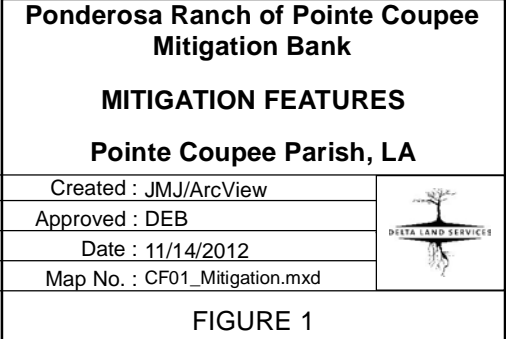 Ponderosa Ranch of Pointe Coupee
Mitigation Bank
MITIGATION FEATURES
Pointe Coupee Parish, LA
Created : JMJ/ArcView
Approved : DEB
Date : 11/14/2012
Map No. : CF01_Mitigation.mxd
DELTA LAND SERVICES
FIGURE 1